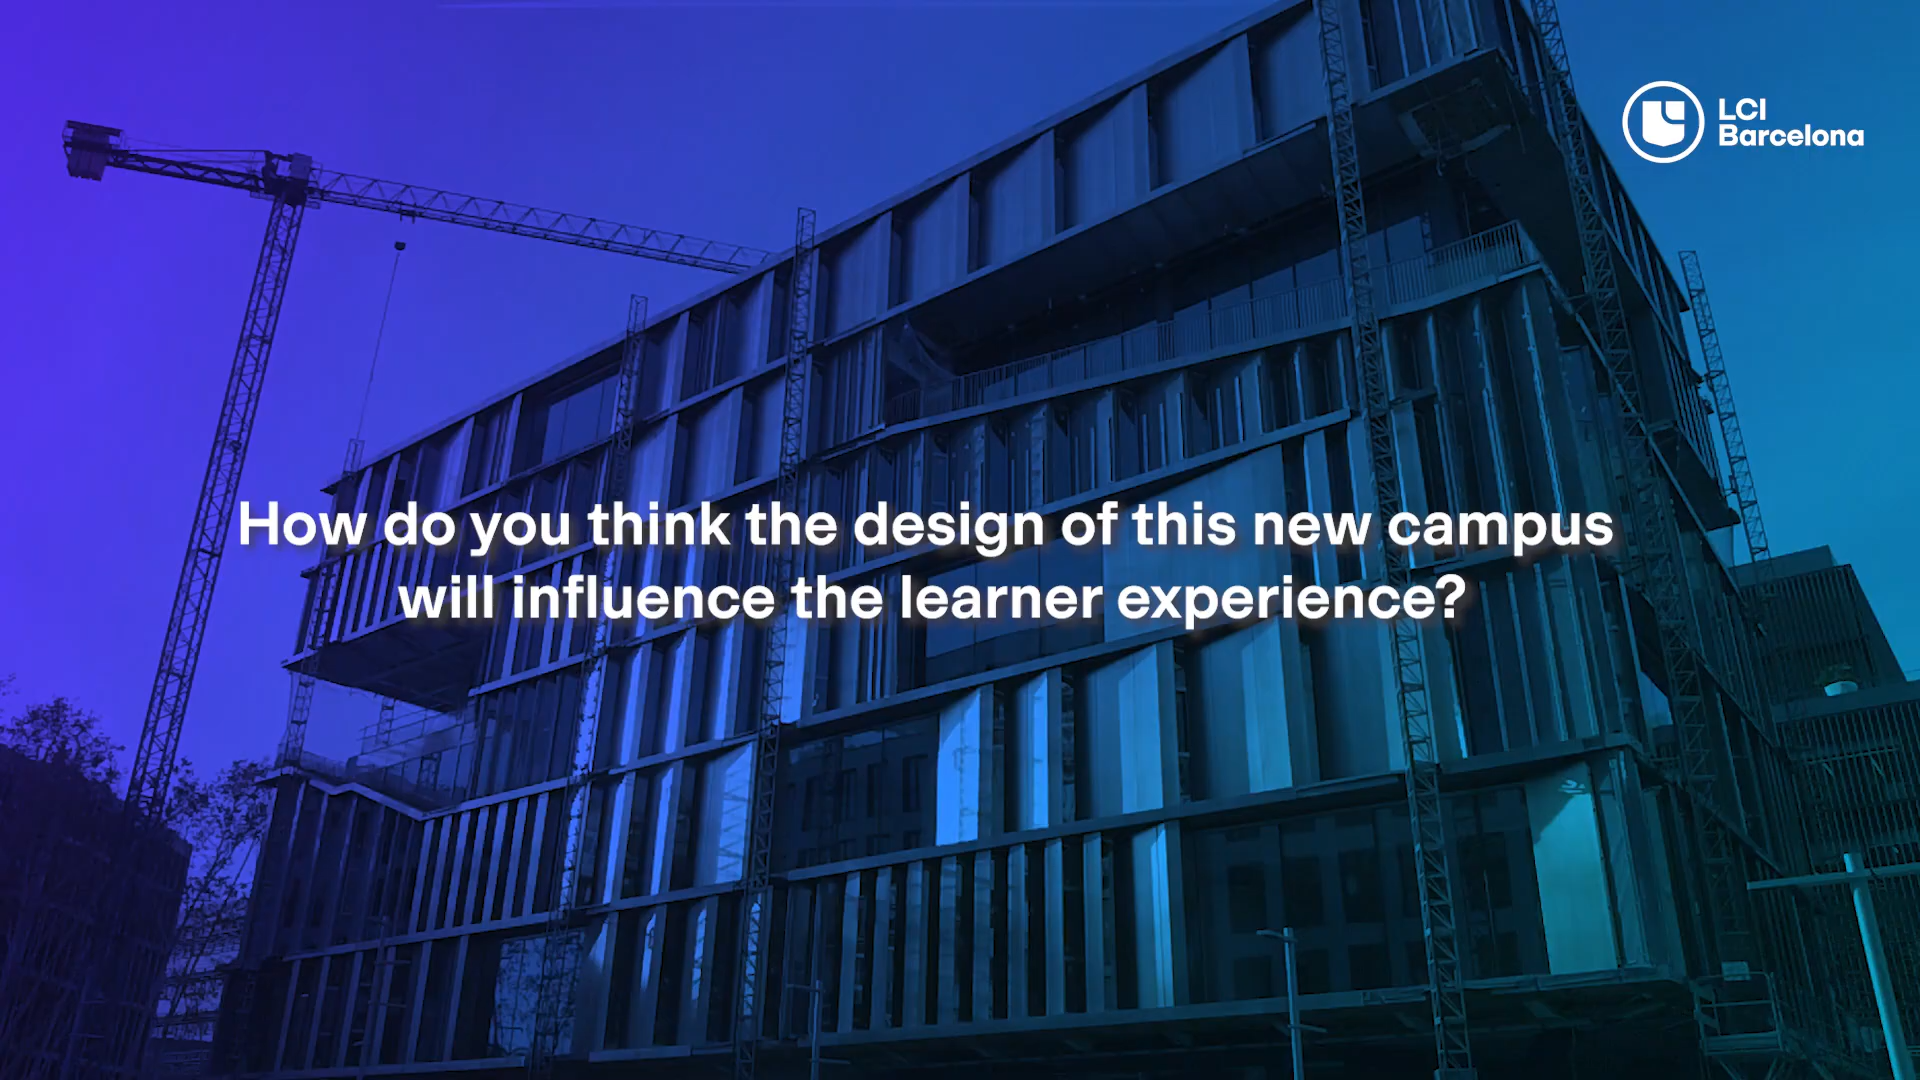 LCI
Barcelona
How do you think the design of this new campus
will influence the learner experience?